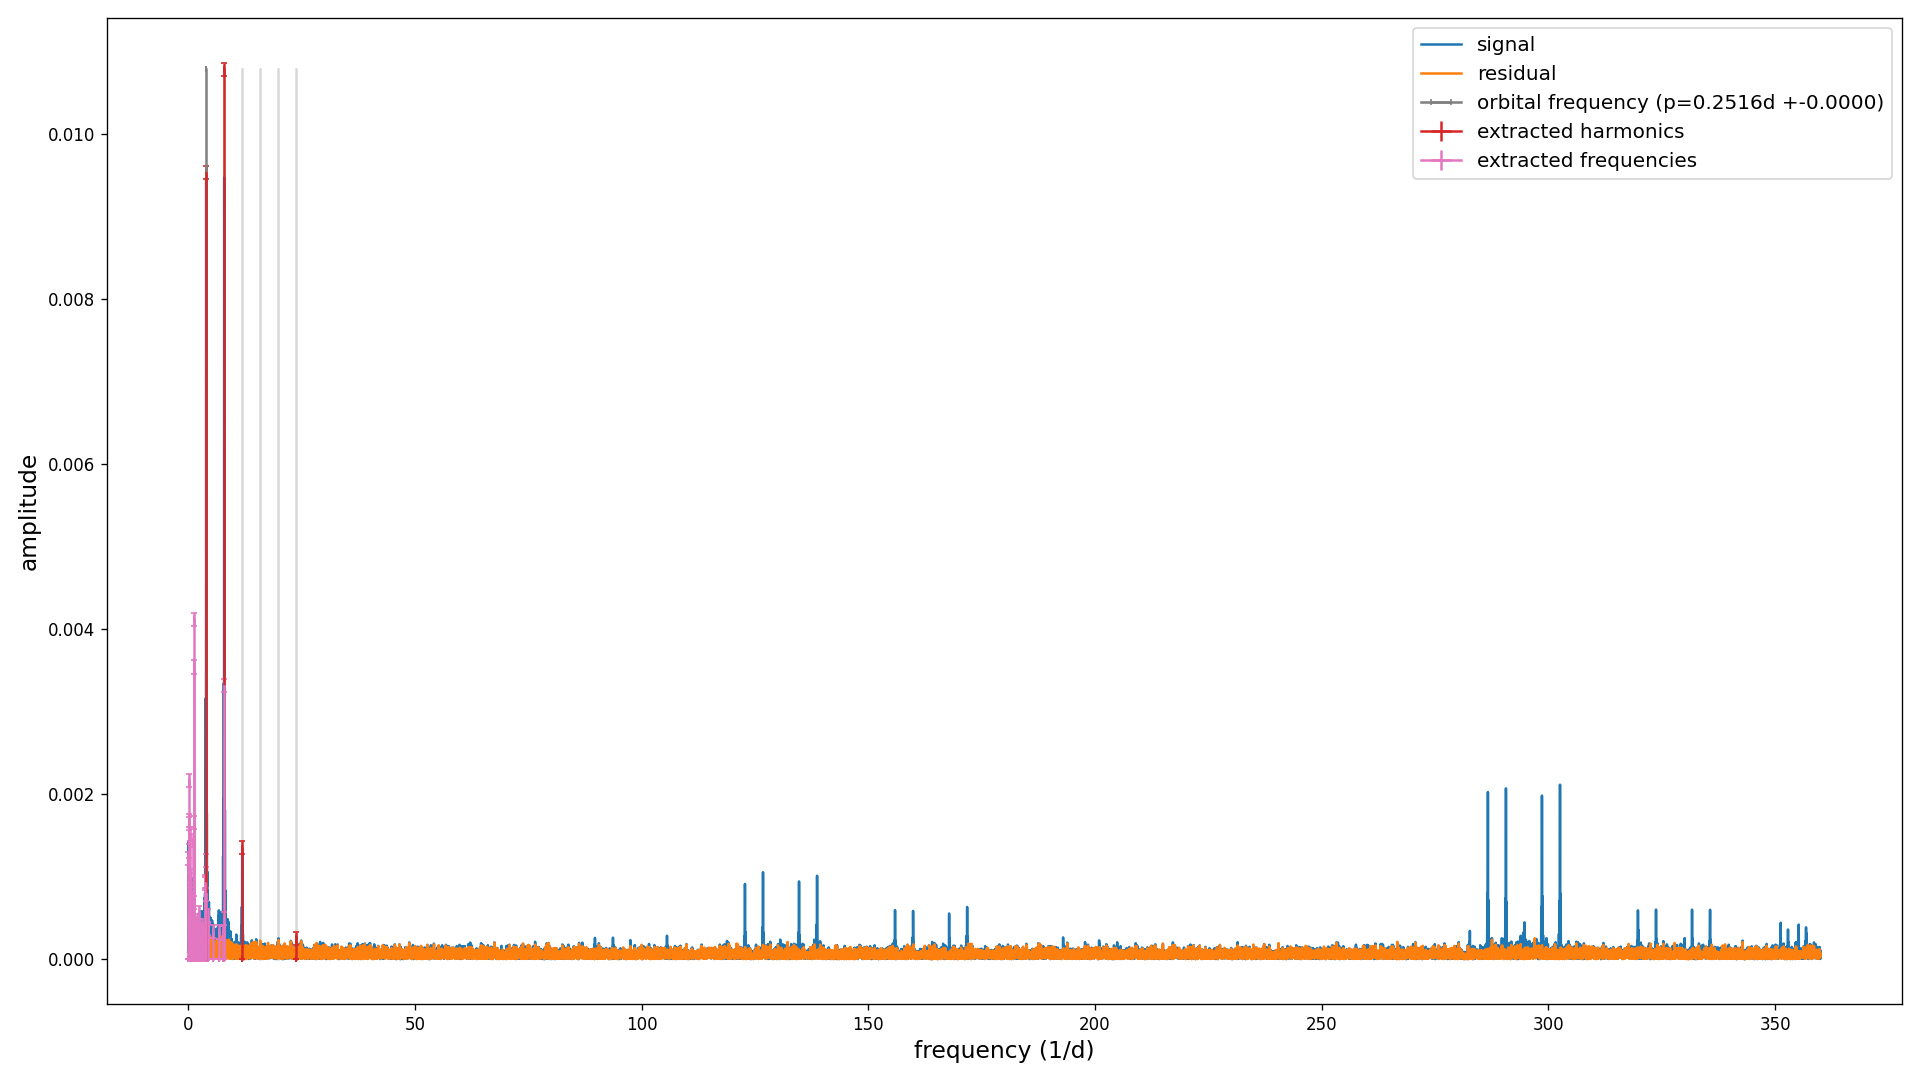 signal
residual
orbital frequency (p=0.2516d +-0.0000)
extracted harmonics
extracted frequencies
amplitude
0.010
0.008
0.006
0.004
0.002
0.000
0 50 100 150 200 250 300 350
frequency (1/d)